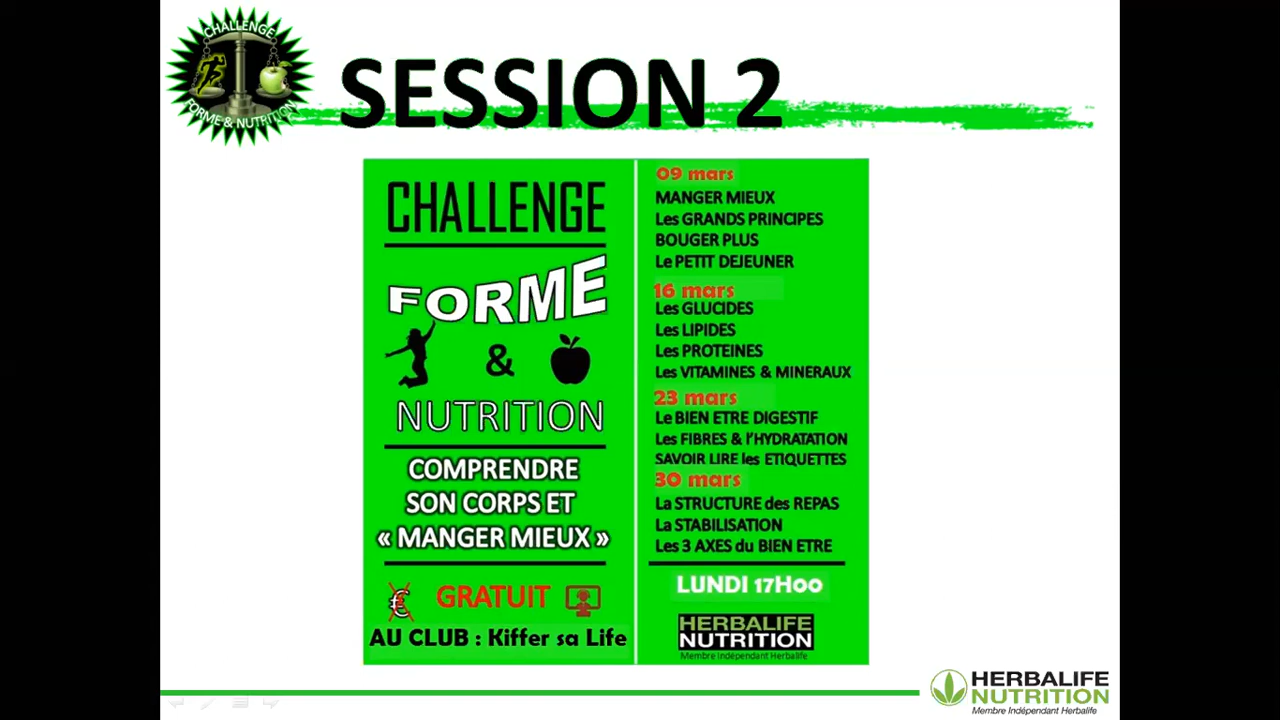 CHALLENGE
FORME & NUTRITION
SESSION 2
CHALLENGE
FORME
&
NUTRITION
COMPRENDRE
SON CORPS ET
« MANGER MIEUX »
€ GRATUIT
AU CLUB : Kiffer sa Life
09 mars
MANGER MIEUX
Les GRANDS PRINCIPES
BOUGER PLUS
Le PETIT DEJEUNER
16 mars
Les GLUCIDES
Les LIPIDES
Les PROTEINES
Les VITAMINES & MINERAUX
23 mars
Le BIEN ETRE DIGESTIF
Les FIBRES & l'HYDRATATION
SAVOIR LIRE les ETIQUETTES
30 mars
La STRUCTURE des REPAS
La STABILISATION
Les 3 AXES du BIEN ETRE
LUNDI 17H00
HERBALIFE
NUTRITION
Membre Indépendant Herbalife
HERBALIFE
NUTRITION
Membre Indépendant Herbalife